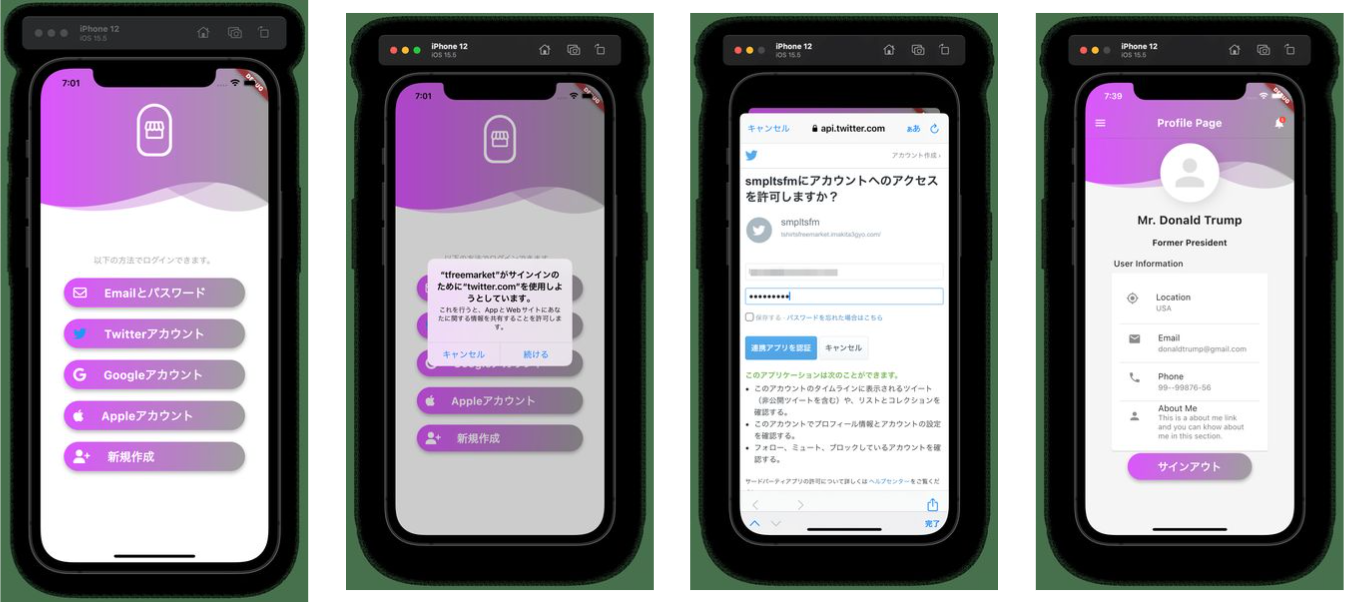 iPhone 12
iOS 15.5
7:01
DEBUG
以下の方法でログインできます。
Emailとパスワード
Twitterアカウント
Googleアカウント
Appleアカウント
新規作成
iPhone 12
iOS 15.5
7:01
以下の方法でログインできます。
"tfreemarket"がサインインの
ために"twitter.com"を使用しよ
うとしています。
これを行うと、AppとWebサイトにあな
たに関する情報を共有することを許可しま
す。
キャンセル
続ける
Appleアカウント
新規作成
iPhone 12
iOS 15.5
キャンセル
api.twitter.com
ああ
アカウント作成 ›
smpltsfmにアカウントへのアクセス
を許可しますか？
smpltsfm
tshirtsfreemarket.imakita3gyo.com/
保存する · パスワードを忘れた場合はこちら
連携アプリを認証
キャンセル
このアプリケーションは次のことができます。
• このアカウントのタイムラインに表示されるツイート
（非公開ツイートを含む）や、リストとコレクションを
確認する。
• このアカウントでプロフィール情報とアカウントの設定
を確認する。
• フォロー、ミュート、ブロックしているアカウントを確
認する。
サードパーティアプリの許可について詳しくは ヘルプセンターをご覧くだ
完了
iPhone 12
iOS 15.5
7:39
Profile Page
Mr. Donald Trump
Former President
User Information
Location
USA
Email
donaldtrump@gmail.com
Phone
99--99876-56
About Me
This is a about me link
and you can khow about
me in this section.
サインアウト